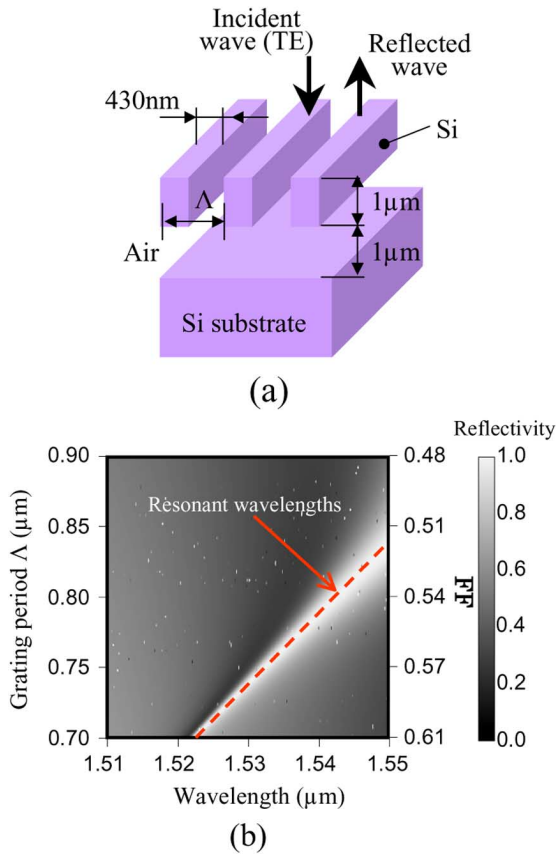 Incident
wave (TE)
Reflected
wave
430nm
Si
Λ
1μm
Air
1μm
Si substrate
(a)
Reflectivity
0.90
0.48
1.0
Resonant wavelengths
0.85
0.51
0.8
Grating period Λ (μm)
0.80
0.54
FF
0.6
0.4
0.75
0.57
0.2
0.70
0.61
0.0
1.51
1.52
1.53
1.54
1.55
Wavelength (μm)
(b)